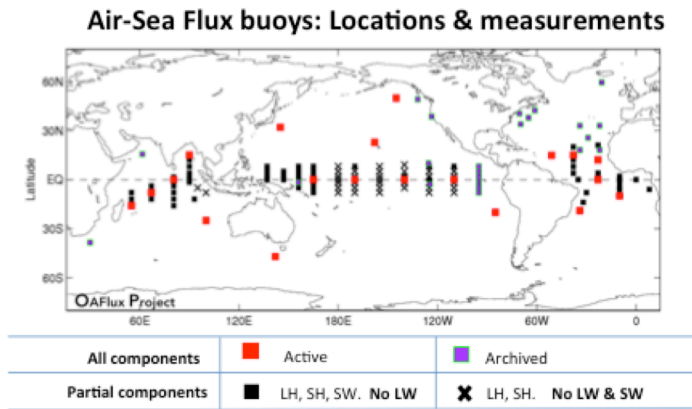 Air-Sea Flux buoys: Locations & measurements
60N
30N
EQ
30S
60S
Latitude
OAFlux Project
60E 120E 180W 120W 60W 0
All components Active Archived
Partial components LH, SH, SW. No LW LH, SH. No LW & SW